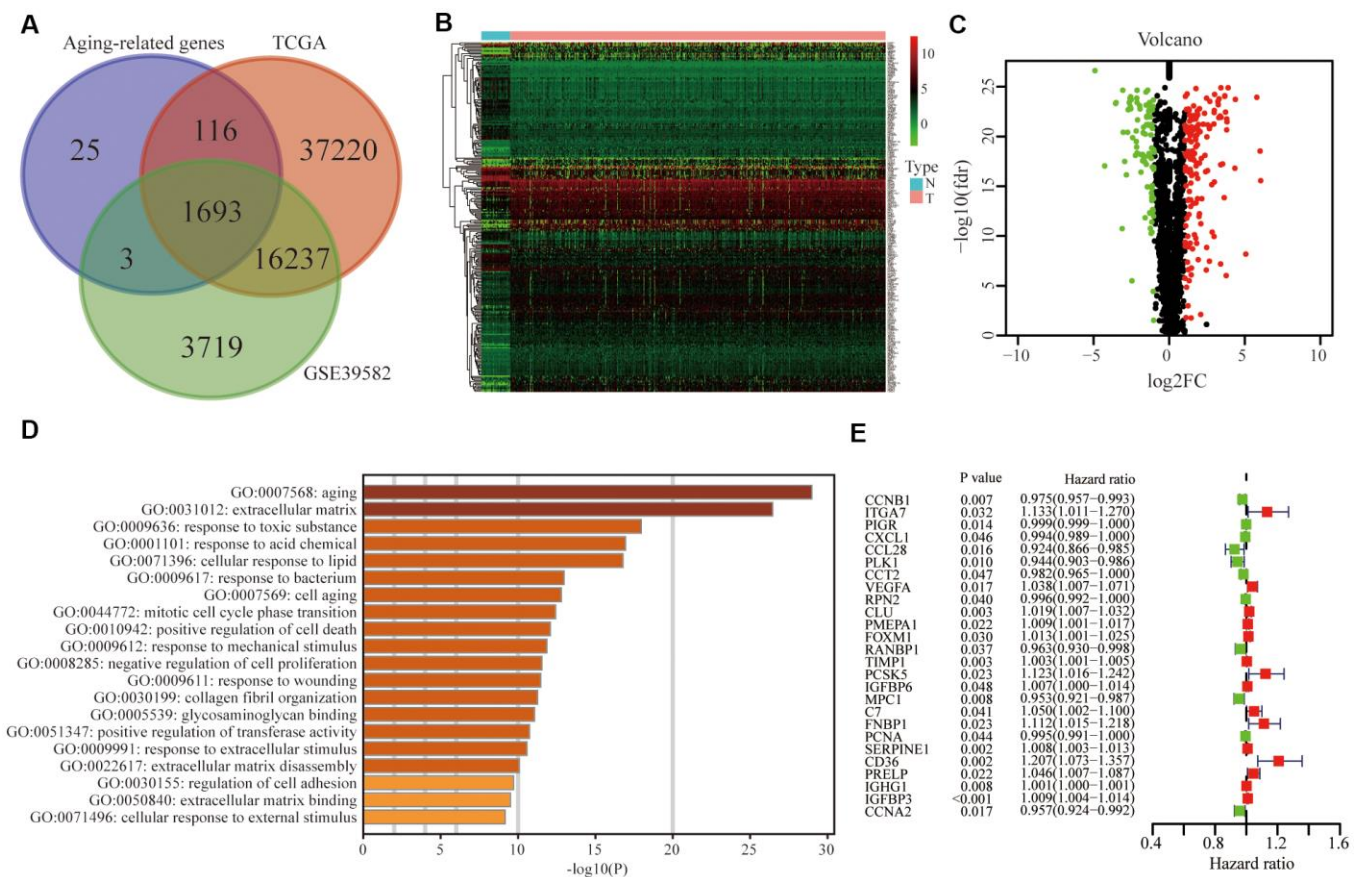 A
Aging-related genes
TCGA
25
116
37220
1693
3
16237
3719
GSE39582
B
10
5
0
Type
N
T
C
Volcano
−log10(fdr)
25
20
15
10
5
0
−10 −5 0 5 10
log2FC
D
GO:0007568: aging
GO:0031012: extracellular matrix
GO:0009636: response to toxic substance
GO:0001101: response to acid chemical
GO:0071396: cellular response to lipid
GO:0009617: response to bacterium
GO:0007569: cell aging
GO:0044772: mitotic cell cycle phase transition
GO:0010942: positive regulation of cell death
GO:0009612: response to mechanical stimulus
GO:0008285: negative regulation of cell proliferation
GO:0009611: response to wounding
GO:0030199: collagen fibril organization
GO:0005539: glycosaminoglycan binding
GO:0051347: positive regulation of transferase activity
GO:0009991: response to extracellular stimulus
GO:0022617: extracellular matrix disassembly
GO:0030155: regulation of cell adhesion
GO:0050840: extracellular matrix binding
GO:0071496: cellular response to external stimulus
0 5 10 15 20 25 30
-log10(P)
E
P value Hazard ratio
CCNB1 0.007 0.975(0.957−0.993)
ITGA7 0.032 1.133(1.011−1.270)
PIGR 0.014 0.999(0.999−1.000)
CXCL1 0.046 0.994(0.989−1.000)
CCL28 0.016 0.924(0.866−0.985)
PLK1 0.010 0.944(0.903−0.986)
CCT2 0.047 0.982(0.965−1.000)
VEGFA 0.017 1.038(1.007−1.071)
RPN2 0.040 0.996(0.992−1.000)
CLU 0.003 1.019(1.007−1.032)
PMEPA1 0.022 1.009(1.001−1.017)
FOXM1 0.030 1.013(1.001−1.025)
RANBP1 0.037 0.963(0.930−0.998)
TIMP1 0.003 1.003(1.001−1.005)
PCSK5 0.023 1.123(1.016−1.242)
IGFBP6 0.048 1.007(1.000−1.014)
MPC1 0.008 0.953(0.921−0.987)
C7 0.041 1.050(1.002−1.100)
FNBP1 0.023 1.112(1.015−1.218)
PCNA 0.044 0.995(0.991−1.000)
SERPINE1 0.002 1.008(1.003−1.013)
CD36 0.002 1.207(1.073−1.357)
PRELP 0.022 1.046(1.007−1.087)
IGHG1 0.008 1.001(1.000−1.001)
IGFBP3 <0.001 1.009(1.004−1.014)
CCNA2 0.017 0.957(0.924−0.992)
0.4 0.8 1.2 1.6
Hazard ratio